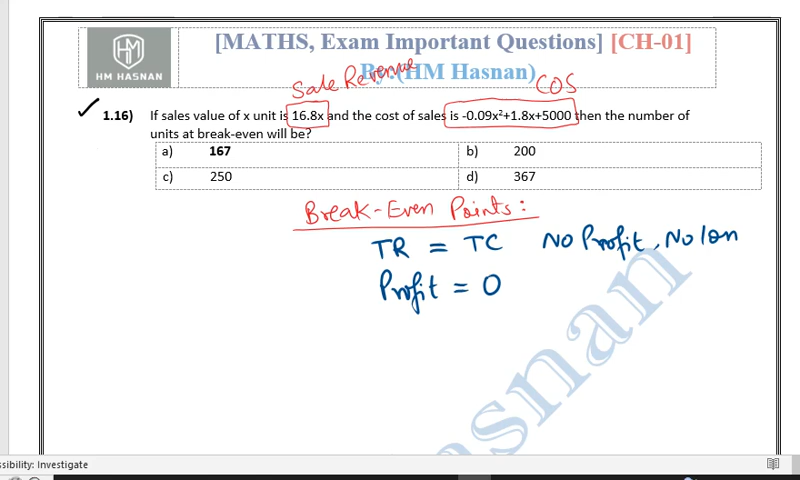 [MATHS, Exam Important Questions] [CH-01]
HM HASNAN
By: (HM Hasnan)
Sale Revenue
COS
1.16) If sales value of x unit is 16.8x and the cost of sales is -0.09x²+1.8x+5000 then the number of
units at break-even will be?
a) 167 b) 200
c) 250 d) 367
Break-Even Points:
TR = TC No Profit, No loss
Profit = 0
asnan
sibility: Investigate